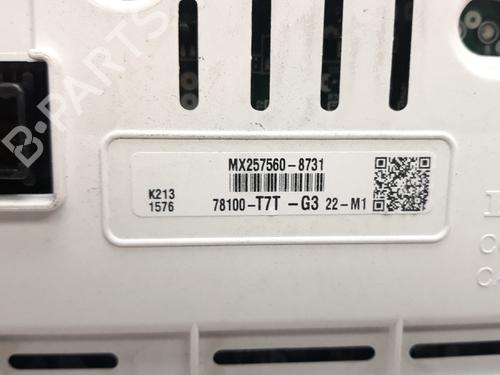 B-PARTS
MX257560-8731
K213
1576
78100-T7T -G3 22-M1